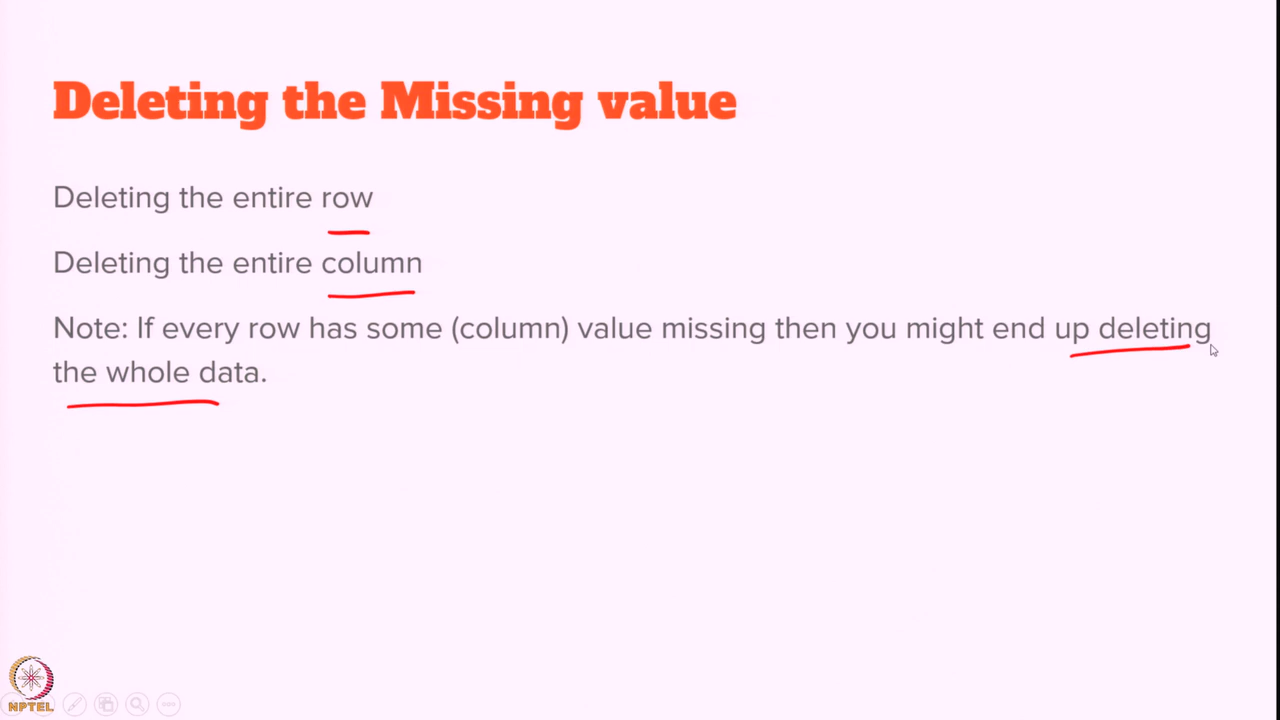 Deleting the Missing value
Deleting the entire row
Deleting the entire column
Note: If every row has some (column) value missing then you might end up deleting
the whole data.
NPTEL